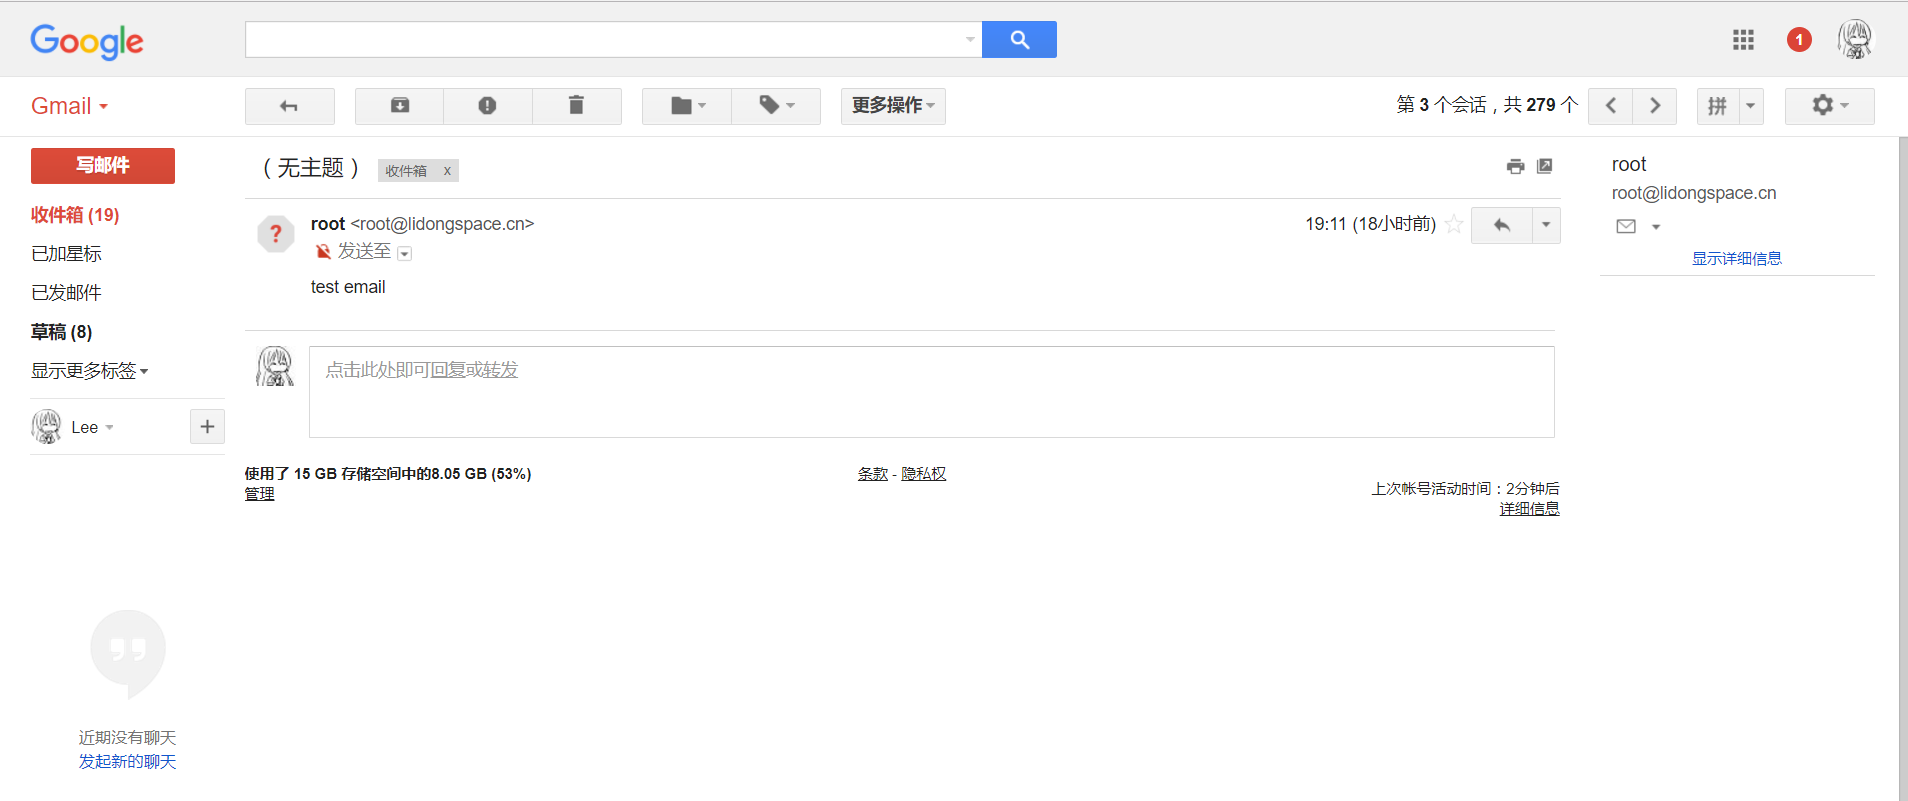 Google
1
Gmail
更多操作
第 3 个会话，共 279 个
拼
写邮件
收件箱 (19)
已加星标
已发邮件
草稿 (8)
显示更多标签
Lee
+
（无主题）
收件箱 x
?
root <root@lidongspace.cn>
19:11 (18小时前)
发送至
test email
点击此处即可回复或转发
使用了 15 GB 存储空间中的8.05 GB (53%)
管理
条款 - 隐私权
上次帐号活动时间：2分钟后
详细信息
root
root@lidongspace.cn
显示详细信息
近期没有聊天
发起新的聊天